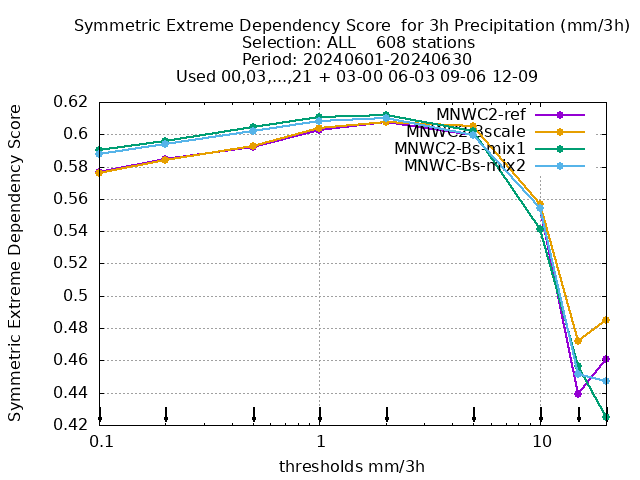 Symmetric Extreme Dependency Score  for 3h Precipitation (mm/3h)
Selection: ALL    608 stations
Period: 20240601-20240630
Used 00,03,...,21 + 03-00 06-03 09-06 12-09
Symmetric Extreme Dependency Score
0.62
0.6
0.58
0.56
0.54
0.52
0.5
0.48
0.46
0.44
0.42
MNWC2-ref
MNWC2-Bscale
MNWC2-Bs-mix1
MNWC-Bs-mix2
0.1 1 10
thresholds mm/3h